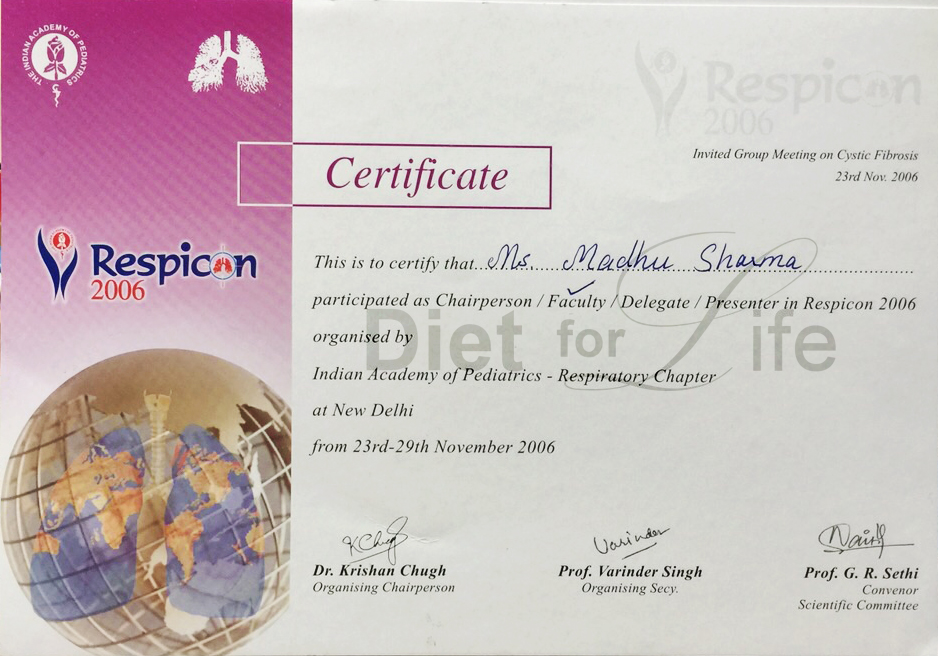 THE INDIAN ACADEMY OF PEDIATRICS
Respicon
2006
Invited Group Meeting on Cystic Fibrosis
23rd Nov. 2006
Certificate
Respicon
2006
This is to certify that Ms. Madhu Sharma
participated as Chairperson / Faculty / Delegate / Presenter in Respicon 2006
organised by
Diet for Life
Indian Academy of Pediatrics - Respiratory Chapter
at New Delhi
from 23rd-29th November 2006
KChugh
Varinder
Dr. Krishan Chugh
Prof. Varinder Singh
Prof. G. R. Sethi
Organising Chairperson
Organising Secy.
Convenor
Scientific Committee